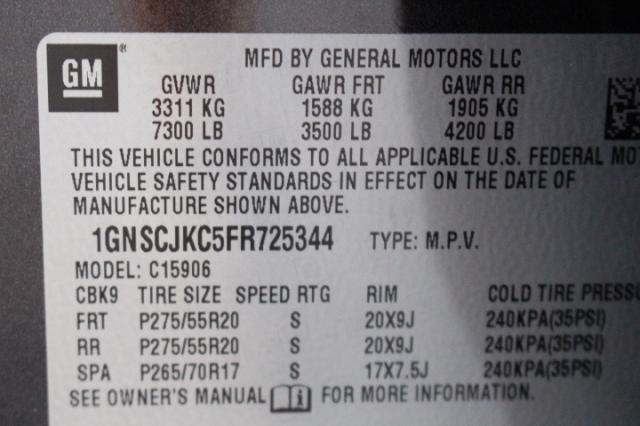 GM ® MFD BY GENERAL MOTORS LLC
GVWR GAWR FRT GAWR RR
3311 KG 1588 KG 1905 KG
7300 LB 3500 LB 4200 LB
THIS VEHICLE CONFORMS TO ALL APPLICABLE U.S. FEDERAL MO
VEHICLE SAFETY STANDARDS IN EFFECT ON THE DATE OF
MANUFACTURE SHOWN ABOVE.
1GNSCJKC5FR725344 TYPE: M.P.V.
MODEL: C15906
CBK9 TIRE SIZE SPEED RTG RIM COLD TIRE PRESSU
FRT P275/55R20 S 20X9J 240KPA(35PSI)
RR P275/55R20 S 20X9J 240KPA(35PSI)
SPA P265/70R17 S 17X7.5J 240KPA(35PSI)
SEE OWNER'S MANUAL i FOR MORE INFORMATION.